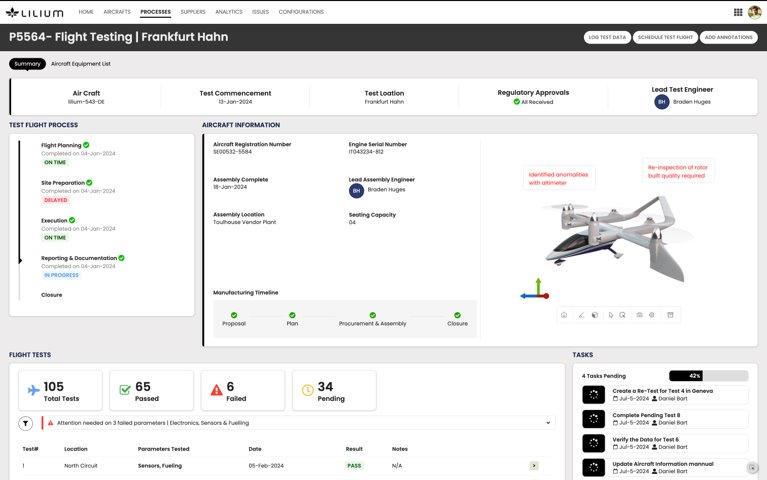 LILIUM
HOME AIRCRAFTS PROCESSES SUPPLIERS ANALYTICS ISSUES CONFIGURATIONS
P5564- Flight Testing | Frankfurt Hahn
LOG TEST DATA SCHEDULE TEST FLIGHT ADD ANNOTATIONS
Summary Aircraft Equipment List
Air Craft
lilium-543-DE
Test Commencement
13-Jan-2024
Test Loation
Frankfurt Hahn
Regulatory Approvals
All Received
Lead Test Engineer
BH Braden Huges
TEST FLIGHT PROCESS
Flight Planning
Completed on 04-Jan-2024
ON TIME
Site Preparation
Completed on 04-Jan-2024
DELAYED
Execution
Completed on 04-Jan-2024
ON TIME
Reporting & Documentation
Completed on 04-Jan-2024
IN PROGRESS
Closure
AIRCRAFT INFORMATION
Aircraft Registration Number
SE00532-5584
Engine Serial Number
IT043234-812
Assembly Complete
18-Jan-2024
Lead Assembly Engineer
BH Braden Huges
Assembly Location
Toulhouse Vendor Plant
Seating Capacity
04
Manufacturing Timeline
Proposal Plan Procurement & Assembly Closure
Identified anomalities
with altimeter
Re-inspection of rotor
built quality required
FLIGHT TESTS
105
Total Tests
65
Passed
6
Failed
34
Pending
Attention needed on 3 failed parameters | Electronics, Sensors & Fuelling
Test# Location Parameters Tested Date Result Notes
1 North Circuit Sensors, Fueling 05-Feb-2024 PASS N/A
TASKS
4 Tasks Pending 42%
Create a Re-Test for Test 4 in Geneva
Jul-5-2024 Daniel Bart
Complete Pending Test 8
Jul-5-2024 Daniel Bart
Verify the Data for Test 6
Jul-5-2024 Daniel Bart
Update Aircraft Information mannual
Jul-5-2024 Daniel Bart